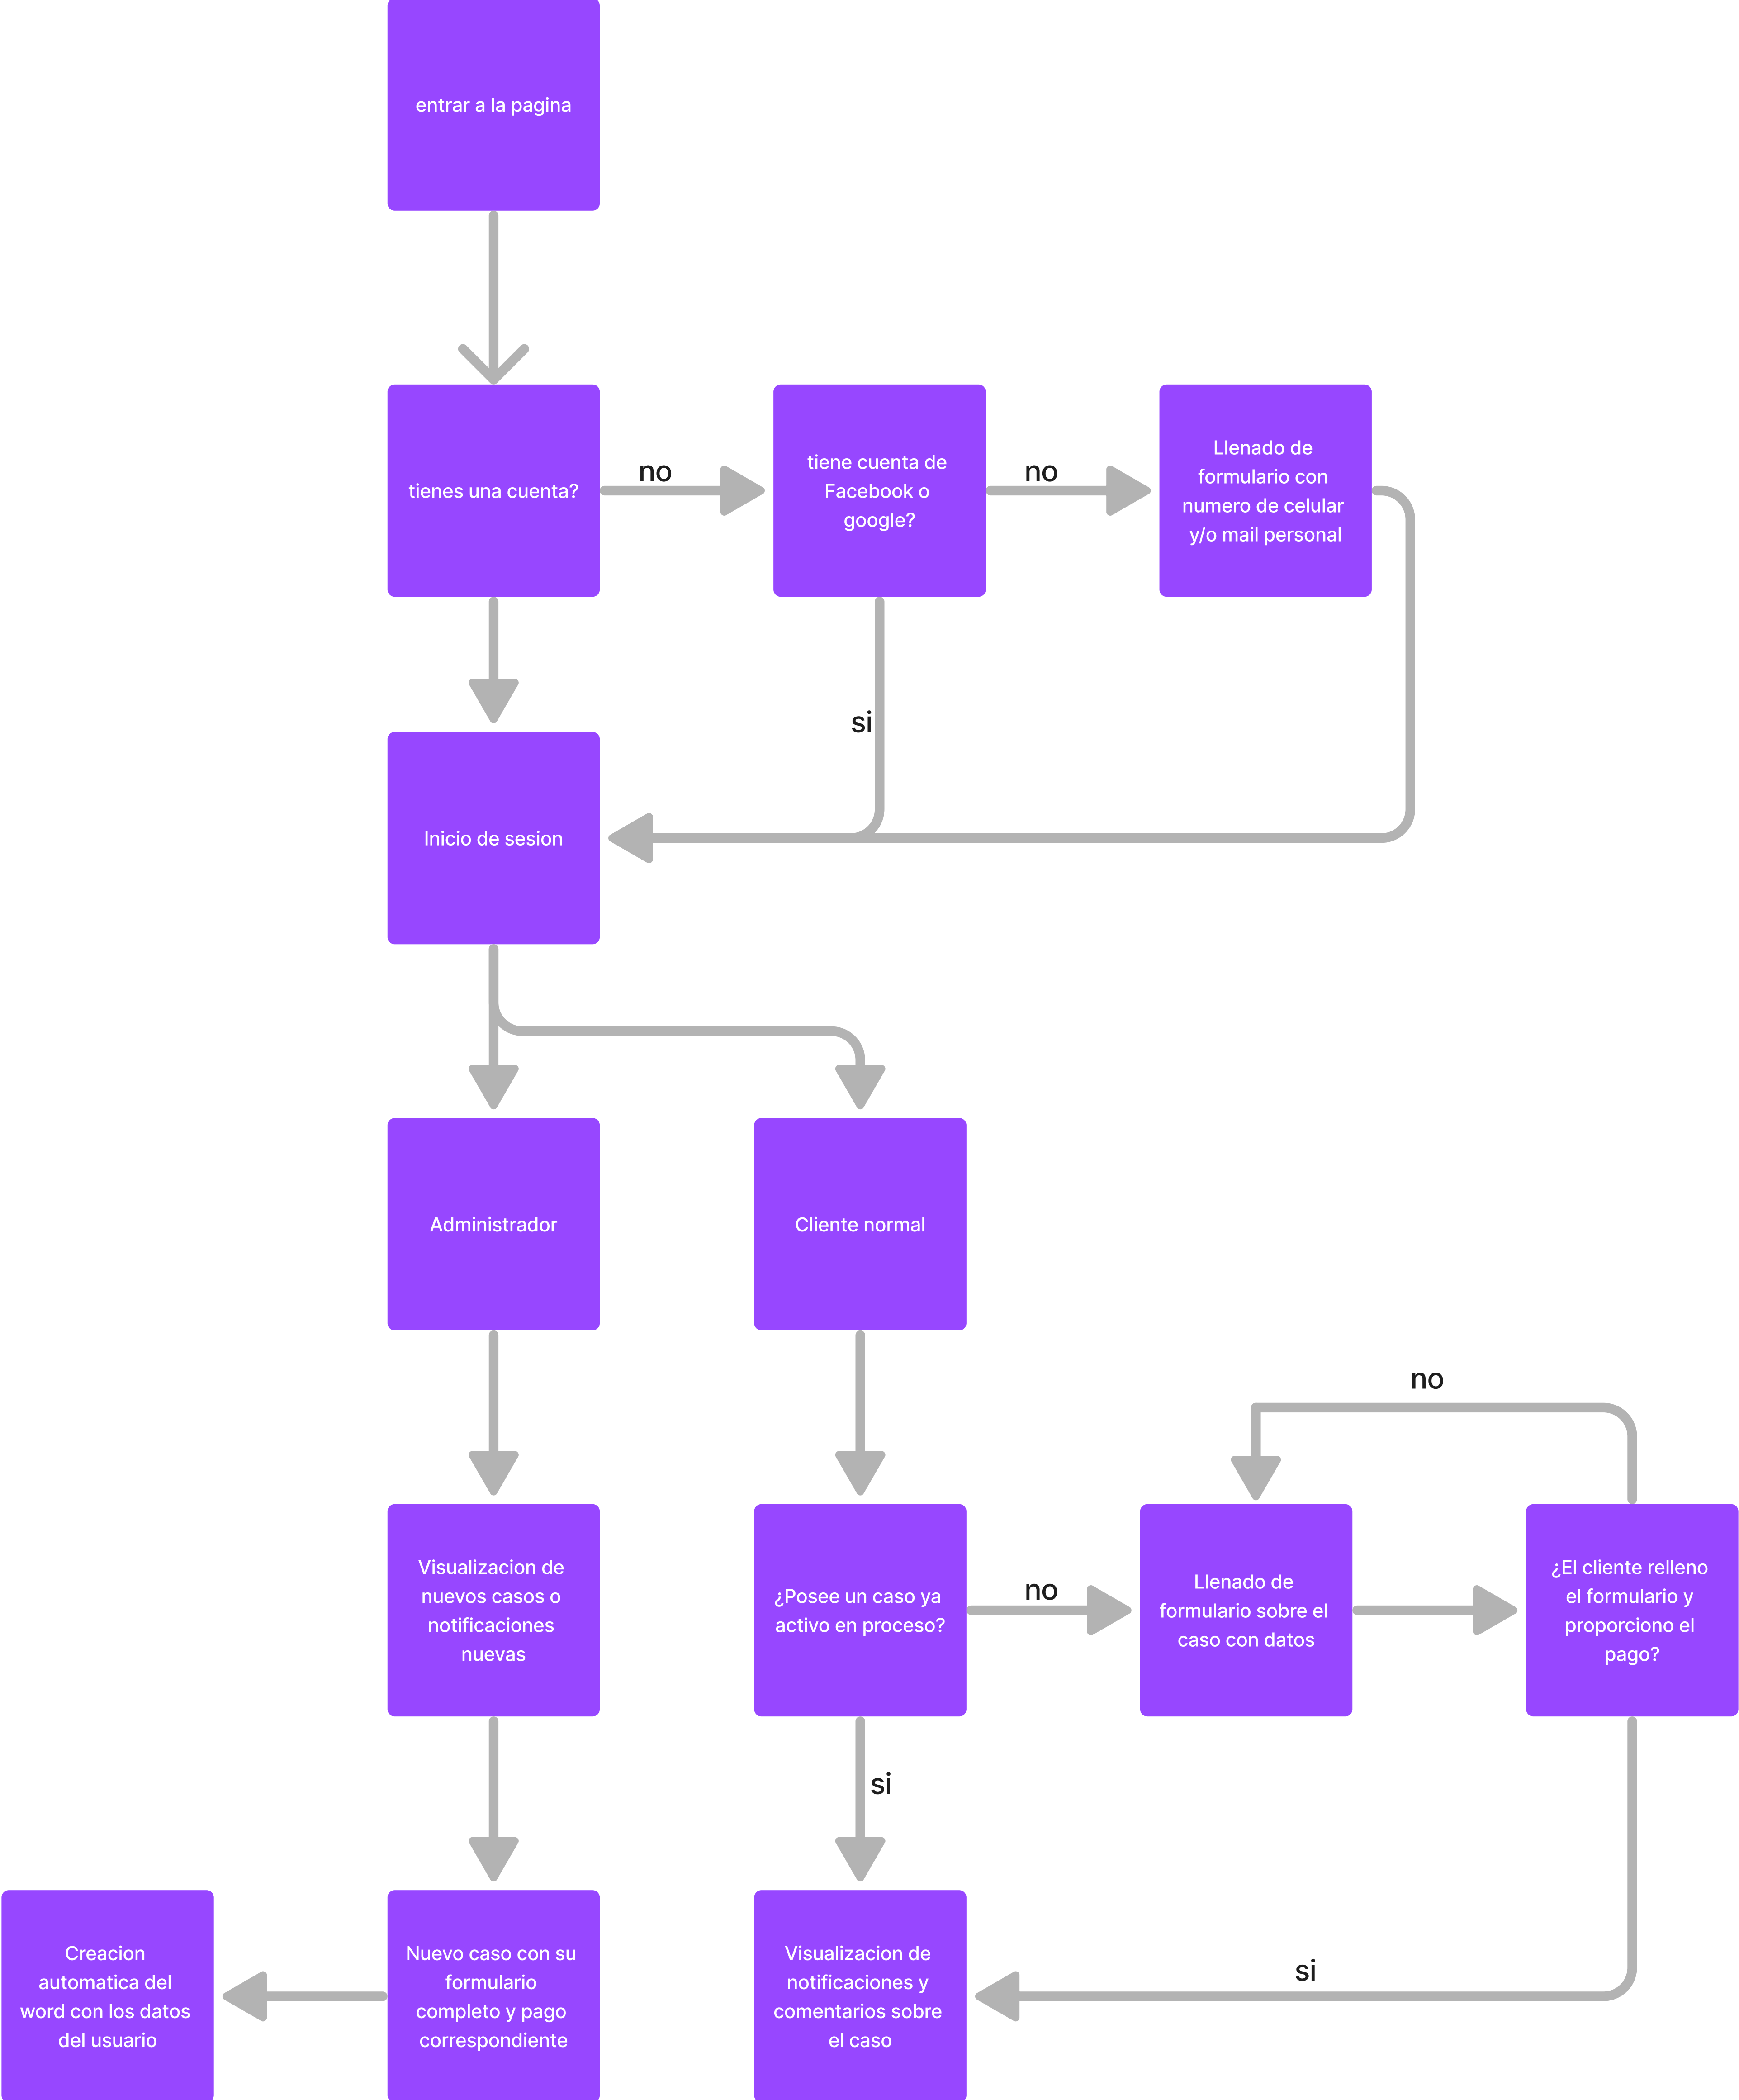 entrar a la pagina
tienes una cuenta?
no
tiene cuenta de
Facebook o
google?
no
Llenado de
formulario con
numero de celular
y/o mail personal
si
Inicio de sesion
Administrador
Cliente normal
no
Visualizacion de
nuevos casos o
notificaciones
nuevas
¿Posee un caso ya
activo en proceso?
no
Llenado de
formulario sobre el
caso con datos
¿El cliente relleno
el formulario y
proporciono el
pago?
si
Creacion
automatica del
word con los datos
del usuario
Nuevo caso con su
formulario
completo y pago
correspondiente
Visualizacion de
notificaciones y
comentarios sobre
el caso
si